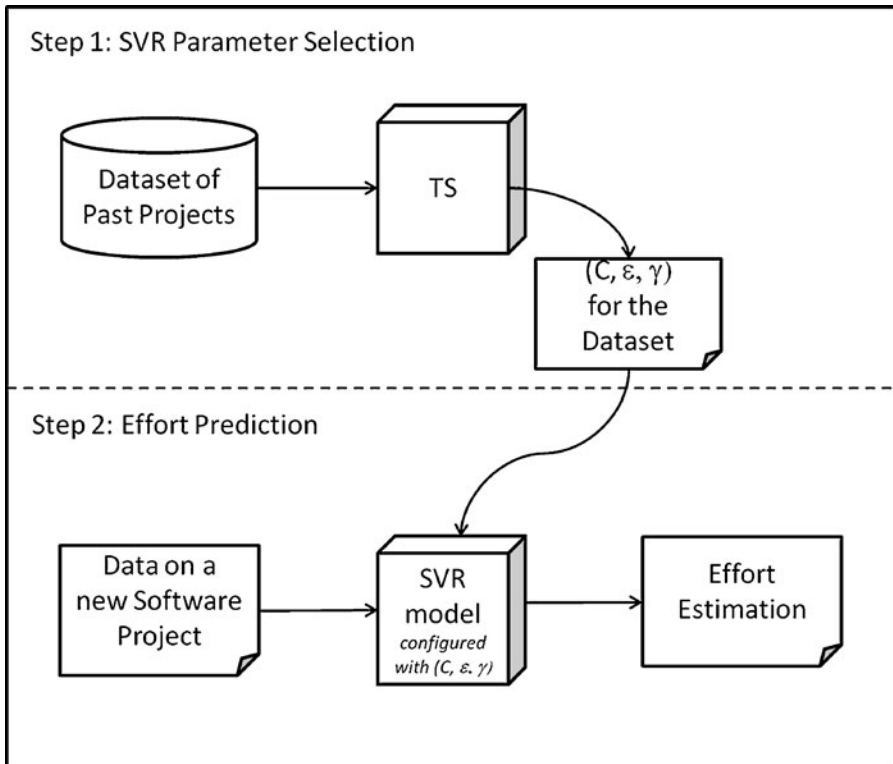 Step 1: SVR Parameter Selection
Dataset of
Past Projects
TS
(C, ε, γ)
for the
Dataset
Step 2: Effort Prediction
Data on a
new Software
Project
SVR
model
configured
with (C, ε. γ)
Effort
Estimation